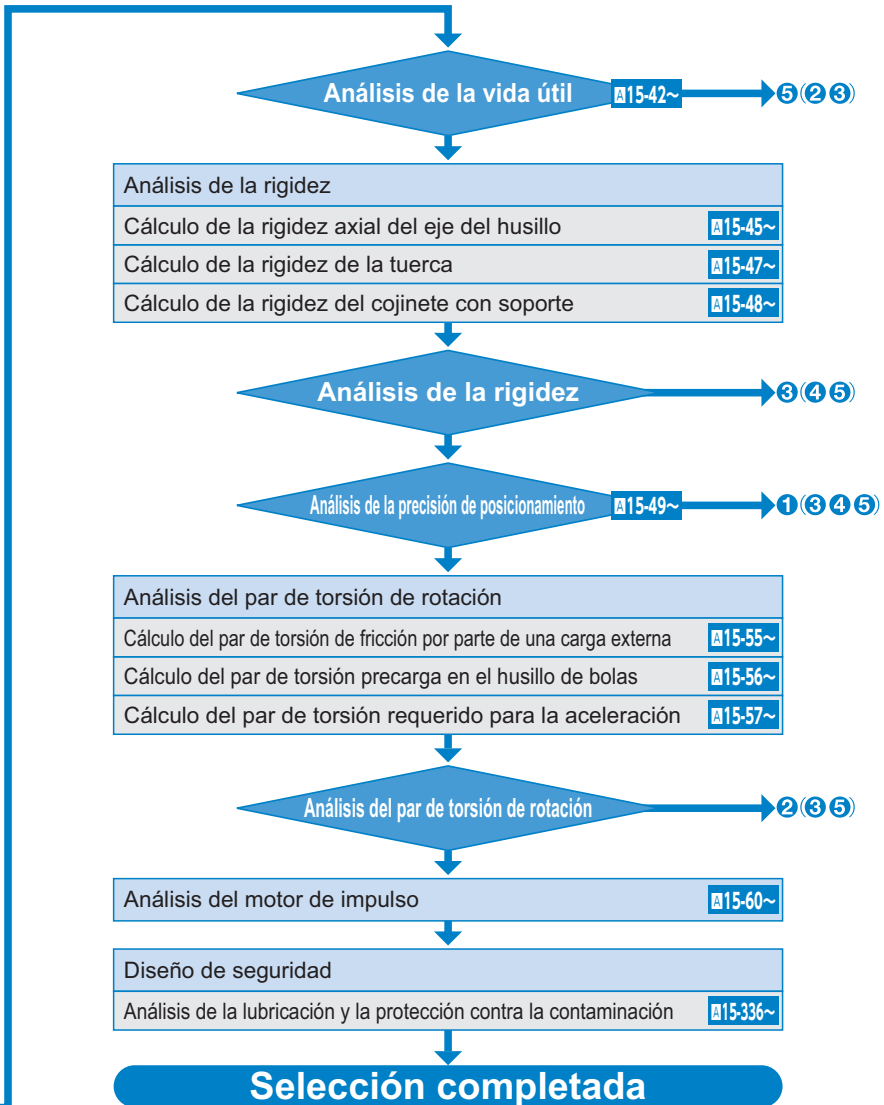 Análisis de la vida útil A15-42~ ❺(❷❸)
Análisis de la rigidez
Cálculo de la rigidez axial del eje del husillo A15-45~
Cálculo de la rigidez de la tuerca A15-47~
Cálculo de la rigidez del cojinete con soporte A15-48~
Análisis de la rigidez ❸(❹❺)
Análisis de la precisión de posicionamiento A15-49~ ❶(❸❹❺)
Análisis del par de torsión de rotación
Cálculo del par de torsión de fricción por parte de una carga externa A15-55~
Cálculo del par de torsión precarga en el husillo de bolas A15-56~
Cálculo del par de torsión requerido para la aceleración A15-57~
Análisis del par de torsión de rotación ❷(❸❺)
Análisis del motor de impulso A15-60~
Diseño de seguridad
Análisis de la lubricación y la protección contra la contaminación A15-336~
Selección completada